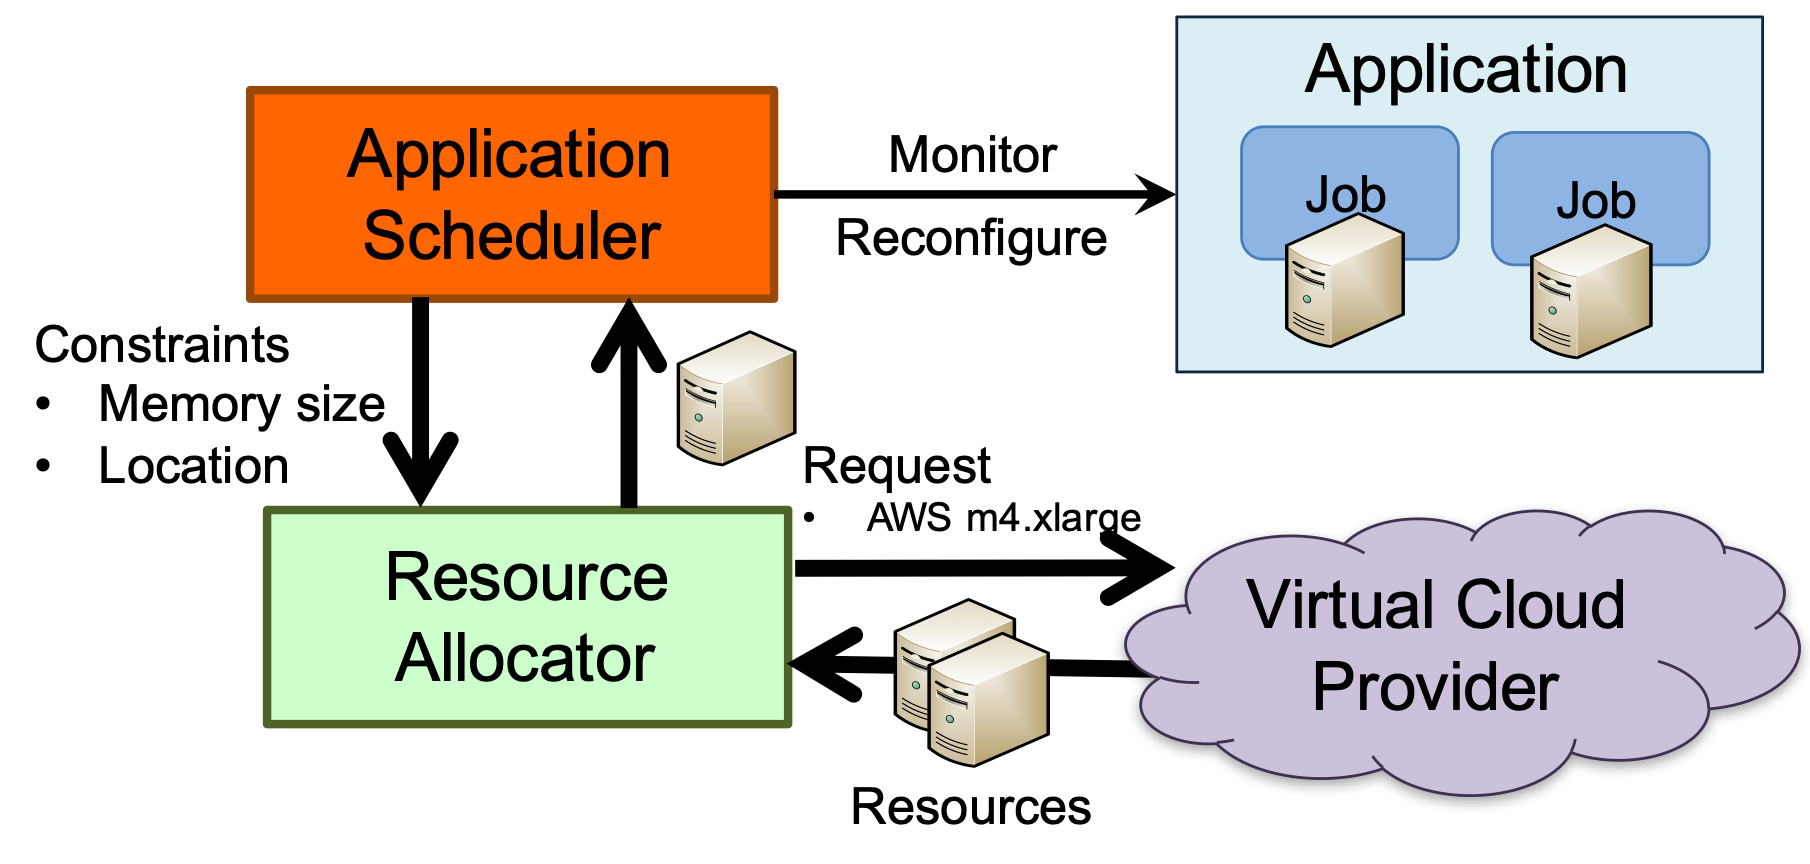 Application
Application
Scheduler
Monitor
Reconfigure
Job
Job
Constraints
• Memory size
• Location
Request
• AWS m4.xlarge
Resource
Allocator
Virtual Cloud
Provider
Resources